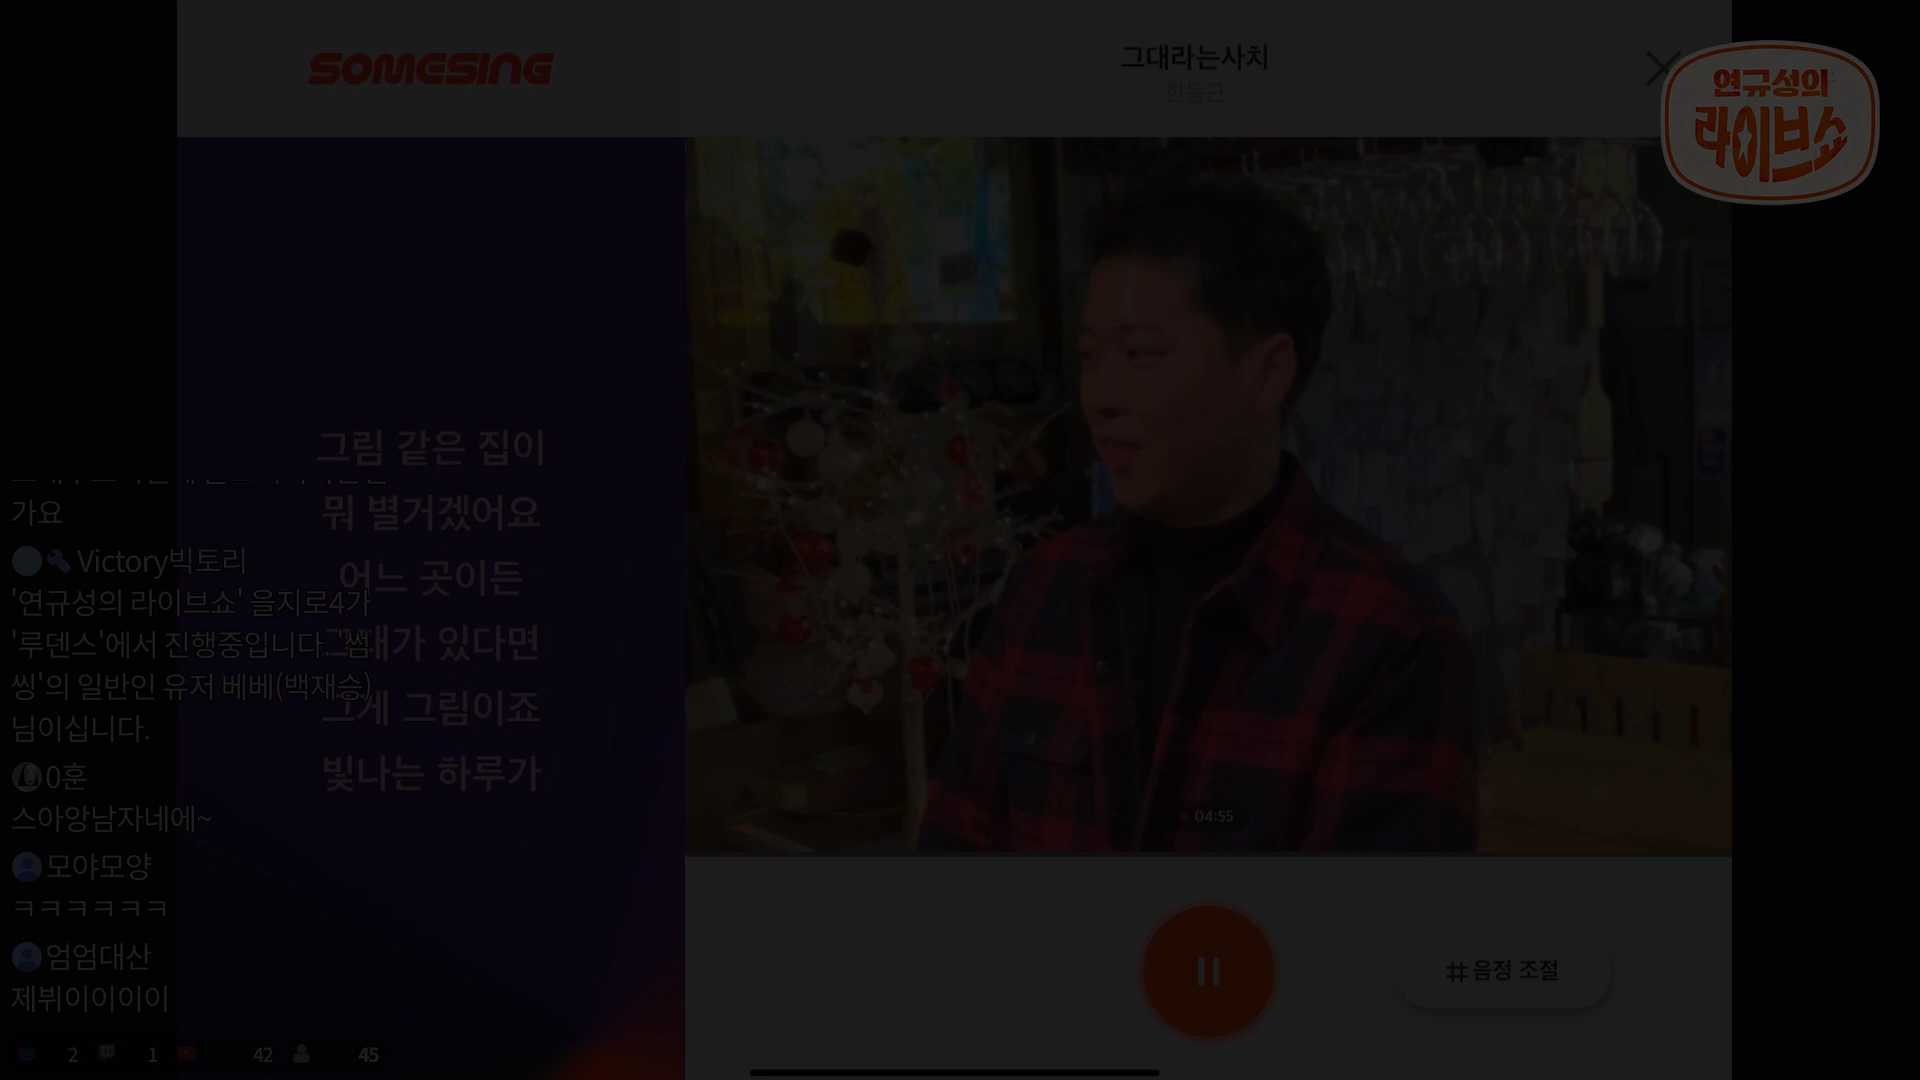 SOMESING
그대라는사치
한동근
연규성의
라이브쇼
그림 같은 집이
뭐 별거겠어요
어느 곳이든
그대가 있다면
그게 그림이죠
빛나는 하루가
가요
Victory빅토리
'연규성의 라이브쇼' 을지로4가
'루덴스'에서 진행중입니다. '썸
씽'의 일반인 유저 베베(백재승)
님이십니다.
0훈
스아앙남자네에~
모야모양
ㅋㅋㅋㅋㅋㅋ
엄엄대산
제뷔이이이이
2 1 42 45
04:55
음정 조절